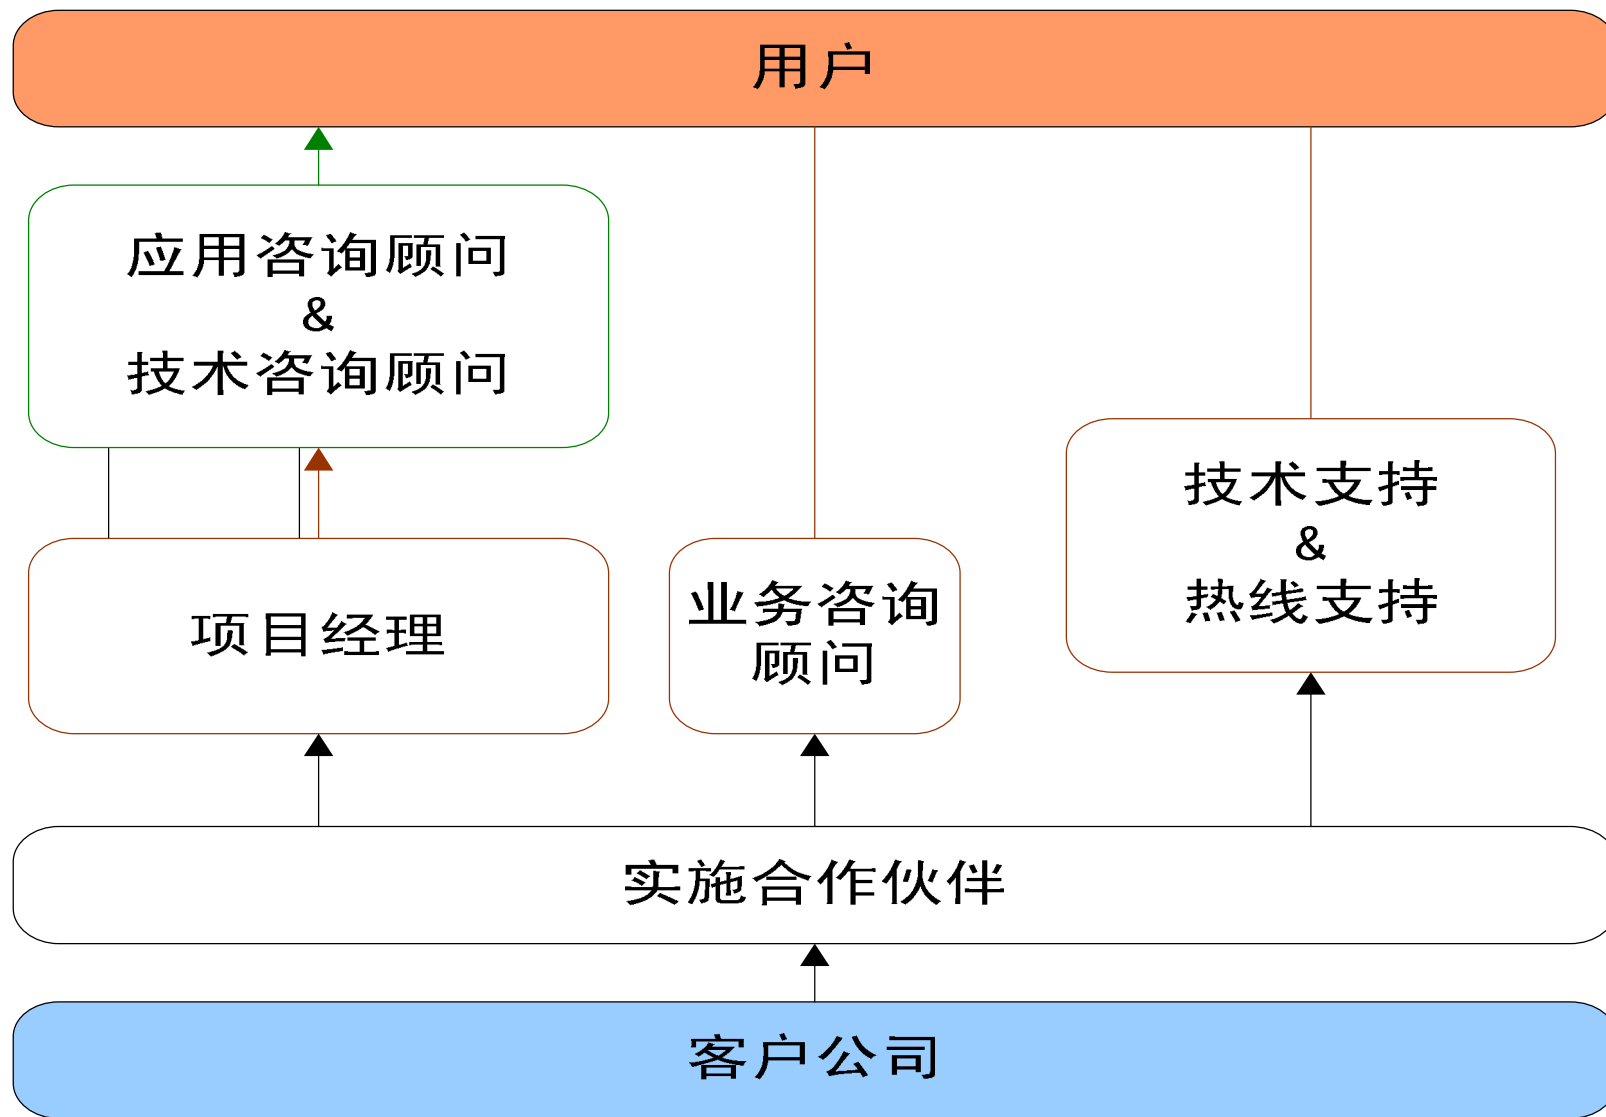 用户
应用咨询顾问
&
技术咨询顾问
技术支持
&
热线支持
项目经理
业务咨询
顾问
实施合作伙伴
客户公司